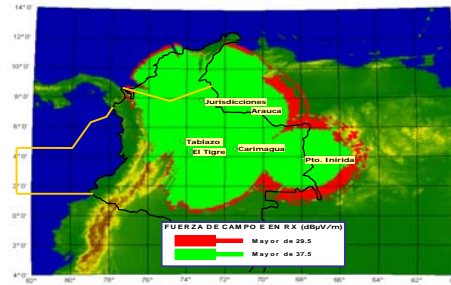 14° 0'
12° 0'
10° 0'
8° 0'
6° 0'
4° 0'
2° 0'
0° 0'
2° 0'
4° 0'
Jurisdicciones
Arauca
Tablazo
El Tigre
Carimagua
Pto. Inirida
FUERZA DE CAMPO E EN RX (dBµV/m)
Mayor de 29.5
Mayor de 37.5
82° 80° 78° 76° 74° 72° 70° 68° 66° 64° 62° 60°